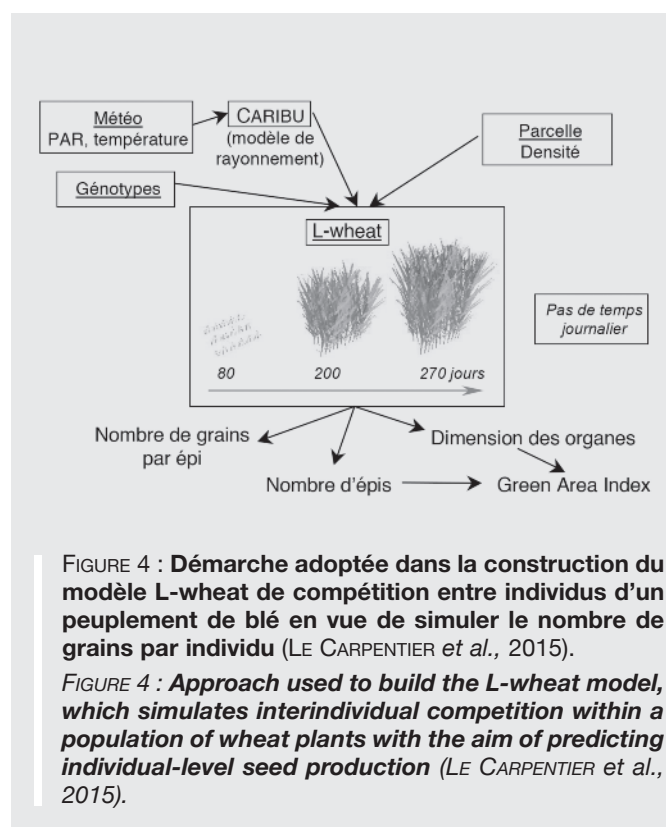 Météo
PAR, température
CARIBU
(modèle de
rayonnement)
Parcelle
Densité
Génotypes
L-wheat
Pas de temps
journalier
80
200
270 jours
Nombre de grains
par épi
Dimension des organes
Nombre d'épis
Green Area Index
FIGURE 4 : Démarche adoptée dans la construction du
modèle L-wheat de compétition entre individus d'un
peuplement de blé en vue de simuler le nombre de
grains par individu (LE CARPENTIER et al., 2015).
FIGURE 4 : Approach used to build the L-wheat model,
which simulates interindividual competition within a
population of wheat plants with the aim of predicting
individual-level seed production (LE CARPENTIER et al.,
2015).